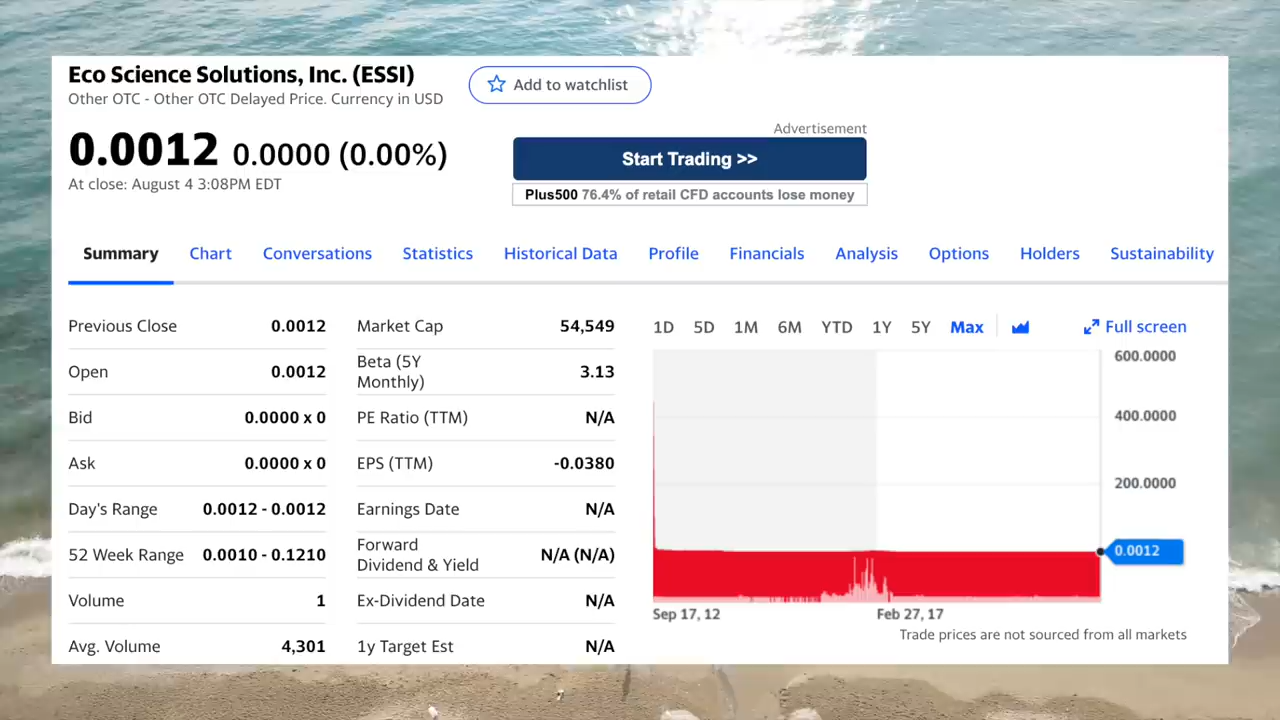 Eco Science Solutions, Inc. (ESSI)
Add to watchlist
Other OTC - Other OTC Delayed Price. Currency in USD
0.0012 0.0000 (0.00%)
At close: August 4 3:08PM EDT
Advertisement
Start Trading >>
Plus500 76.4% of retail CFD accounts lose money
Summary Chart Conversations Statistics Historical Data Profile Financials Analysis Options Holders Sustainability
Previous Close 0.0012
Open 0.0012
Bid 0.0000 x 0
Ask 0.0000 x 0
Day's Range 0.0012 - 0.0012
52 Week Range 0.0010 - 0.1210
Volume 1
Avg. Volume 4,301
Market Cap 54,549
Beta (5Y
Monthly) 3.13
PE Ratio (TTM) N/A
EPS (TTM) -0.0380
Earnings Date N/A
Forward
Dividend & Yield N/A (N/A)
Ex-Dividend Date N/A
1y Target Est N/A
1D 5D 1M 6M YTD 1Y 5Y Max Full screen
600.0000
400.0000
200.0000
0.0012
Sep 17, 12 Feb 27, 17
Trade prices are not sourced from all markets